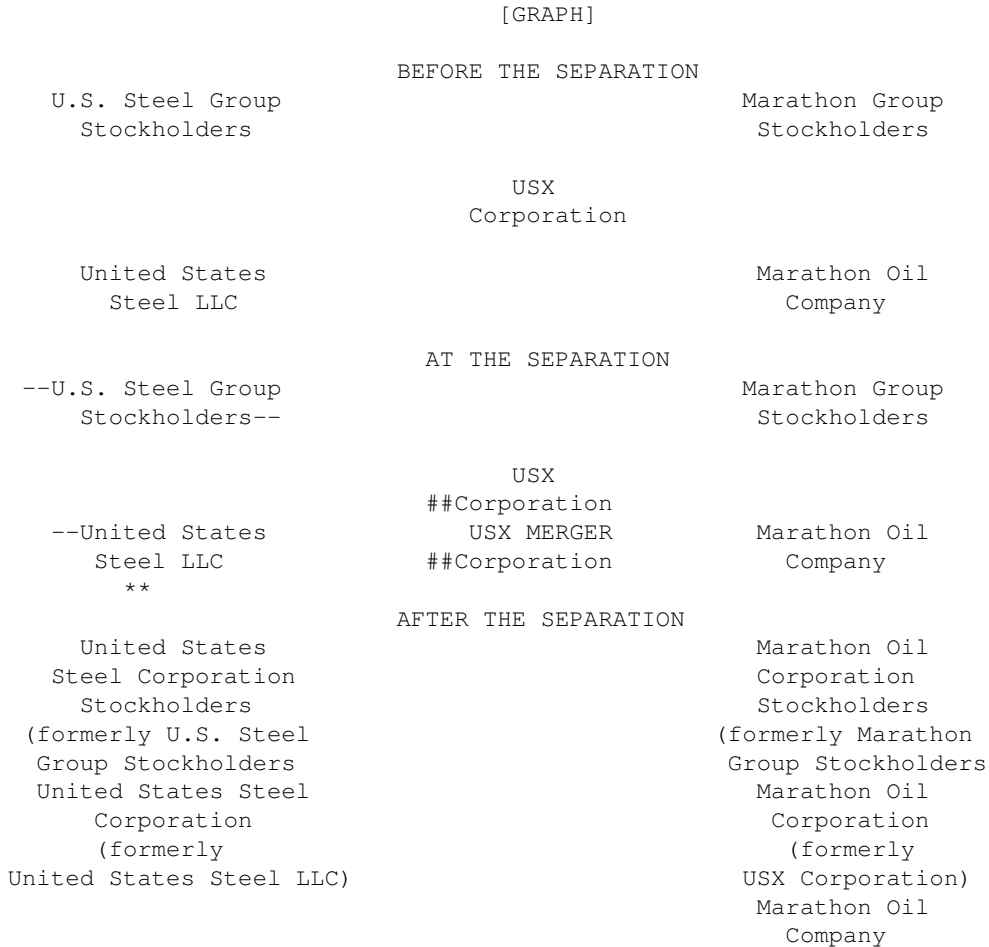 [GRAPH]
BEFORE THE SEPARATION
U.S. Steel Group Marathon Group
Stockholders Stockholders
USX
Corporation
United States Marathon Oil
Steel LLC Company
AT THE SEPARATION
--U.S. Steel Group Marathon Group
Stockholders-- Stockholders
USX
##Corporation
--United States USX MERGER Marathon Oil
Steel LLC ##Corporation Company
**
AFTER THE SEPARATION
United States Marathon Oil
Steel Corporation Corporation
Stockholders Stockholders
(formerly U.S. Steel (formerly Marathon
Group Stockholders Group Stockholders
United States Steel Marathon Oil
Corporation Corporation
(formerly (formerly
United States Steel LLC) USX Corporation)
Marathon Oil
Company